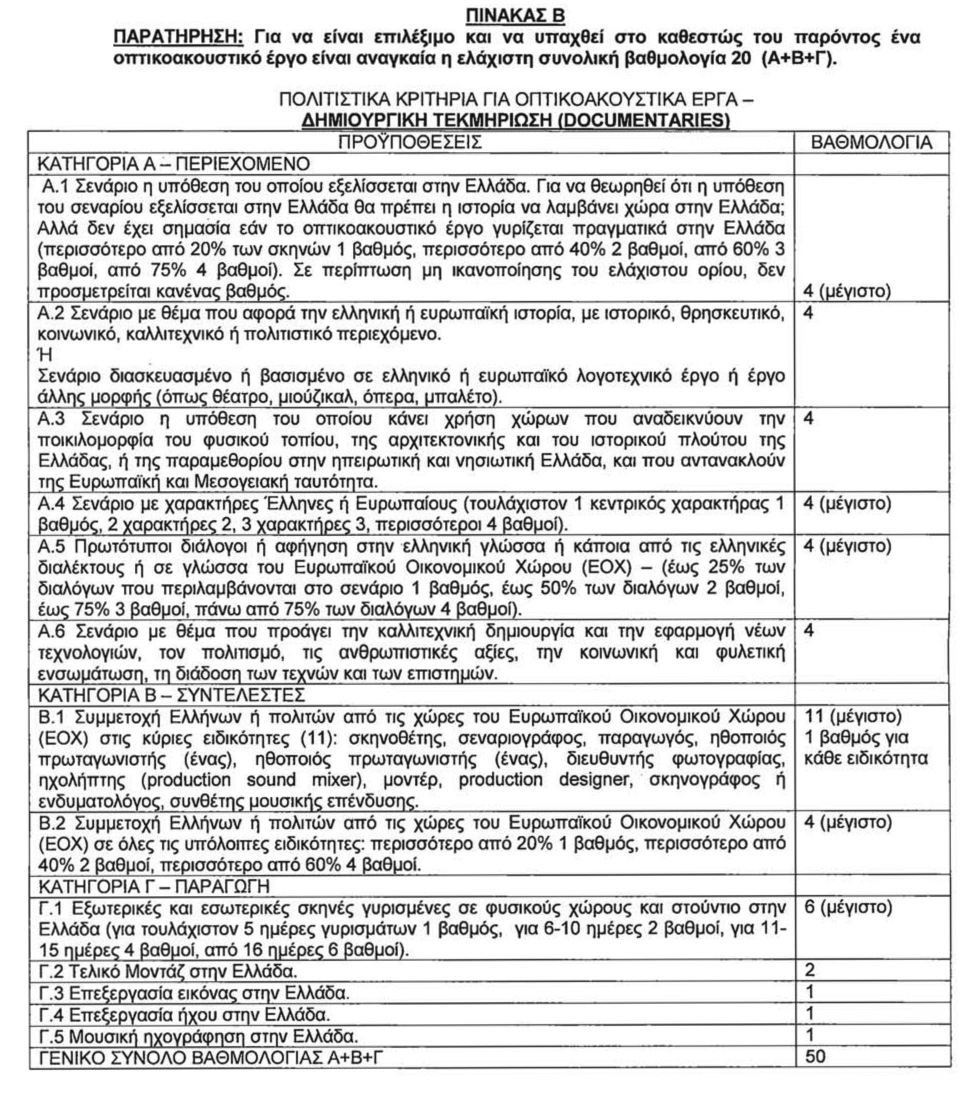 ΠΙΝΑΚΑΣ Β
ΠΑΡΑΤΗΡΗΣΗ: Για να είναι επιλέξιμο και να υπαχθεί στο καθεστώς του παρόντος ένα
οπτικοακουστικό έργο είναι αναγκαία η ελάχιστη συνολική βαθμολογία 20 (Α+Β+Γ).
ΠΟΛΙΤΙΣΤΙΚΑ ΚΡΙΤΗΡΙΑ ΓΙΑ ΟΠΤΙΚΟΑΚΟΥΣΤΙΚΑ ΕΡΓΑ –
ΔΗΜΙΟΥΡΓΙΚΗ ΤΕΚΜΗΡΙΩΣΗ (DOCUMENTARIES)
ΠΡΟΫΠΟΘΕΣΕΙΣ ΒΑΘΜΟΛΟΓΙΑ
ΚΑΤΗΓΟΡΙΑ Α – ΠΕΡΙΕΧΟΜΕΝΟ
Α.1 Σενάριο η υπόθεση του οποίου εξελίσσεται στην Ελλάδα. Για να θεωρηθεί ότι η υπόθεση
του σεναρίου εξελίσσεται στην Ελλάδα θα πρέπει η ιστορία να λαμβάνει χώρα στην Ελλάδα;
Αλλά δεν έχει σημασία εάν το οπτικοακουστικό έργο γυρίζεται πραγματικά στην Ελλάδα
(περισσότερο από 20% των σκηνών 1 βαθμός, περισσότερο από 40% 2 βαθμοί, από 60% 3
βαθμοί, από 75% 4 βαθμοί). Σε περίπτωση μη ικανοποίησης του ελάχιστου ορίου, δεν
προσμετρείται κανένας βαθμός. 4 (μέγιστο)
Α.2 Σενάριο με θέμα που αφορά την ελληνική ή ευρωπαϊκή ιστορία, με ιστορικό, θρησκευτικό, 4
κοινωνικό, καλλιτεχνικό ή πολιτιστικό περιεχόμενο.
Ή
Σενάριο διασκευασμένο ή βασισμένο σε ελληνικό ή ευρωπαϊκό λογοτεχνικό έργο ή έργο
άλλης μορφής (όπως θέατρο, μιούζικαλ, όπερα, μπαλέτο).
Α.3 Σενάριο η υπόθεση του οποίου κάνει χρήση χώρων που αναδεικνύουν την 4
ποικιλομορφία του φυσικού τοπίου, της αρχιτεκτονικής και του ιστορικού πλούτου της
Ελλάδας, ή της παραμεθορίου στην ηπειρωτική και νησιωτική Ελλάδα, και που αντανακλούν
της Ευρωπαϊκή και Μεσογειακή ταυτότητα.
Α.4 Σενάριο με χαρακτήρες Έλληνες ή Ευρωπαίους (τουλάχιστον 1 κεντρικός χαρακτήρας 1 4 (μέγιστο)
βαθμός, 2 χαρακτήρες 2, 3 χαρακτήρες 3, περισσότεροι 4 βαθμοί).
Α.5 Πρωτότυποι διάλογοι ή αφήγηση στην ελληνική γλώσσα ή κάποια από τις ελληνικές 4 (μέγιστο)
διαλέκτους ή σε γλώσσα του Ευρωπαϊκού Οικονομικού Χώρου (ΕΟΧ) – (έως 25% των
διαλόγων που περιλαμβάνονται στο σενάριο 1 βαθμός, έως 50% των διαλόγων 2 βαθμοί,
έως 75% 3 βαθμοί, πάνω από 75% των διαλόγων 4 βαθμοί).
Α.6 Σενάριο με θέμα που προάγει την καλλιτεχνική δημιουργία και την εφαρμογή νέων 4
τεχνολογιών, τον πολιτισμό, τις ανθρωπιστικές αξίες, την κοινωνική και φυλετική
ενσωμάτωση, τη διάδοση των τεχνών και των επιστημών.
ΚΑΤΗΓΟΡΙΑ Β – ΣΥΝΤΕΛΕΣΤΕΣ
Β.1 Συμμετοχή Ελλήνων ή πολιτών από τις χώρες του Ευρωπαϊκού Οικονομικού Χώρου 11 (μέγιστο)
(ΕΟΧ) στις κύριες ειδικότητες (11): σκηνοθέτης, σεναριογράφος, παραγωγός, ηθοποιός 1 βαθμός για
πρωταγωνιστής (ένας), ηθοποιός πρωταγωνιστής (ένας), διευθυντής φωτογραφίας, κάθε ειδικότητα
ηχολήπτης (production sound mixer), μοντέρ, production designer, σκηνογράφος ή
ενδυματολόγος, συνθέτης μουσικής επένδυσης.
Β.2 Συμμετοχή Ελλήνων ή πολιτών από τις χώρες του Ευρωπαϊκού Οικονομικού Χώρου 4 (μέγιστο)
(ΕΟΧ) σε όλες τις υπόλοιπες ειδικότητες: περισσότερο από 20% 1 βαθμός, περισσότερο από
40% 2 βαθμοί, περισσότερο από 60% 4 βαθμοί.
ΚΑΤΗΓΟΡΙΑ Γ – ΠΑΡΑΓΩΓΗ
Γ.1 Εξωτερικές και εσωτερικές σκηνές γυρισμένες σε φυσικούς χώρους και στούντιο στην 6 (μέγιστο)
Ελλάδα (για τουλάχιστον 5 ημέρες γυρισμάτων 1 βαθμός, για 6-10 ημέρες 2 βαθμοί, για 11-
15 ημέρες 4 βαθμοί, από 16 ημέρες 6 βαθμοί).
Γ.2 Τελικό Μοντάζ στην Ελλάδα. 2
Γ.3 Επεξεργασία εικόνας στην Ελλάδα. 1
Γ.4 Επεξεργασία ήχου στην Ελλάδα. 1
Γ.5 Μουσική ηχογράφηση στην Ελλάδα. 1
ΓΕΝΙΚΟ ΣΥΝΟΛΟ ΒΑΘΜΟΛΟΓΙΑΣ Α+Β+Γ 50